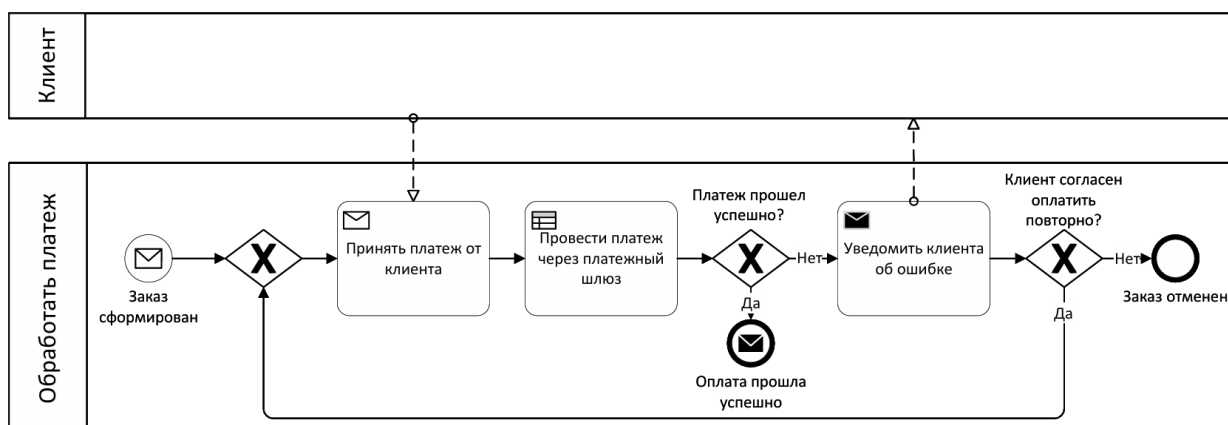 Клиент
Обработать платеж
Заказ
сформирован
Принять платеж от
клиента
Провести платеж
через платежный
шлюз
Платеж прошел
успешно?
Нет
Да
Оплата прошла
успешно
Уведомить клиента
об ошибке
Клиент согласен
оплатить
повторно?
Нет
Заказ отменен
Да